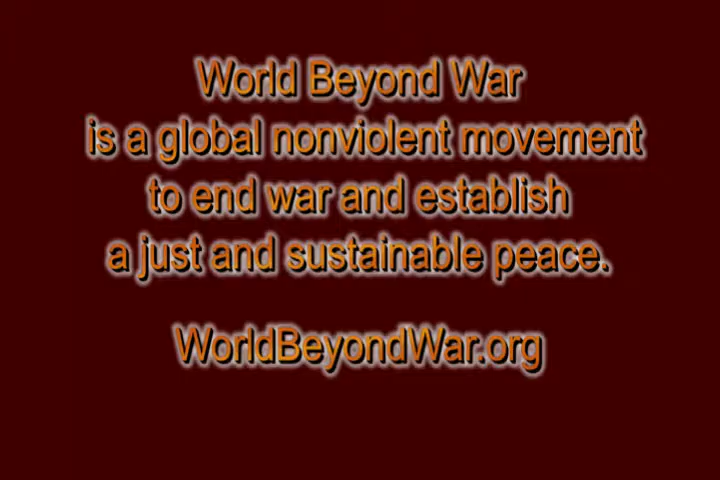 World Beyond War
is a global nonviolent movement
to end war and establish
a just and sustainable peace.
WorldBeyondWar.org